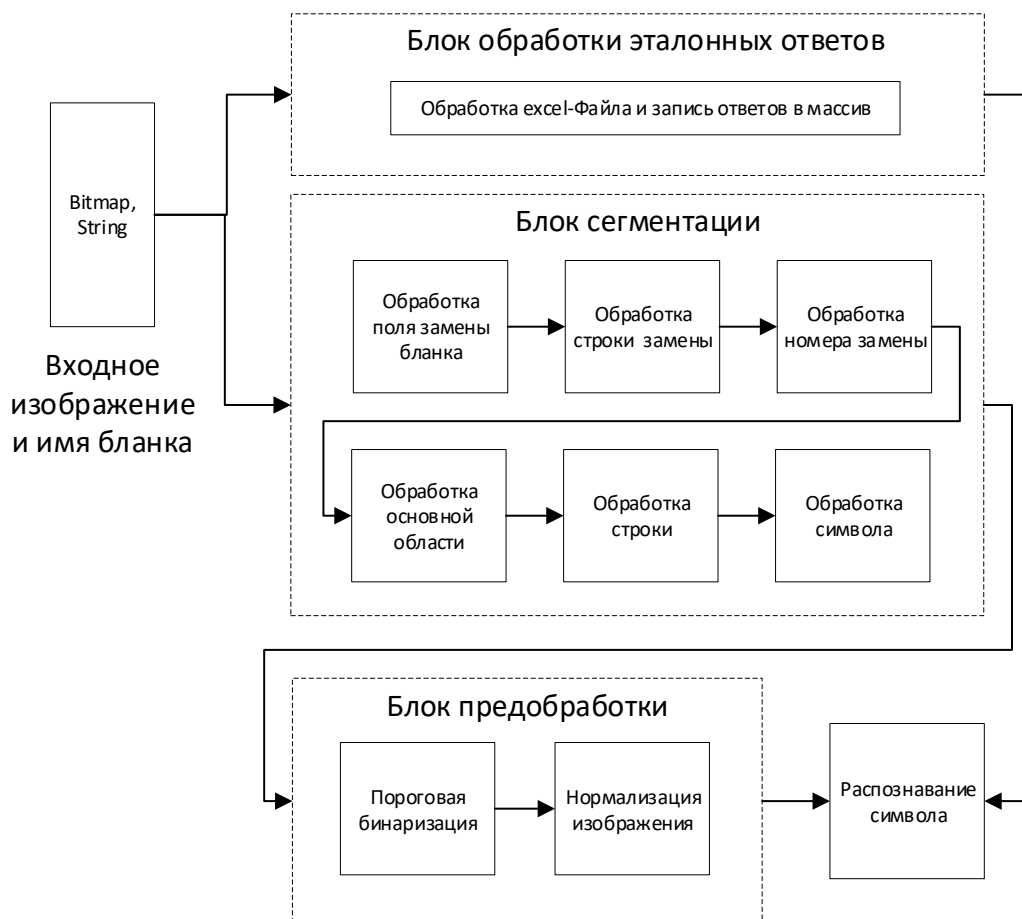 Блок обработки эталонных ответов
Обработка excel-Файла и запись ответов в массив
Bitmap,
String
Входное
изображение
и имя бланка
Блок сегментации
Обработка
поля замены
бланка
Обработка
строки замены
Обработка
номера замены
Обработка
основной
области
Обработка
строки
Обработка
символа
Блок предобработки
Пороговая
бинаризация
Нормализация
изображения
Распознавание
символа